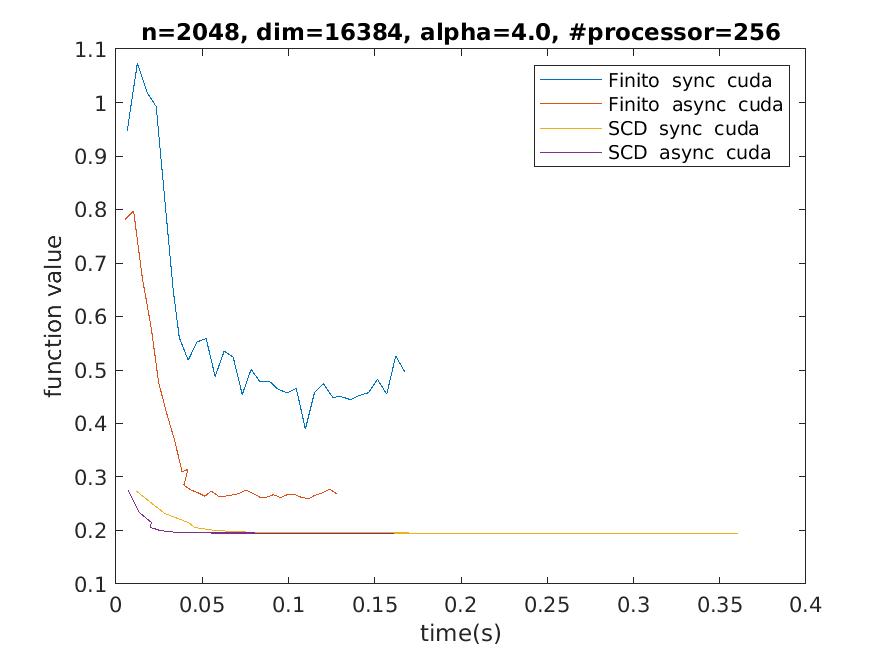 n=2048, dim=16384, alpha=4.0, #processor=256
1.1
1
0.9
0.8
0.7
0.6
0.5
0.4
0.3
0.2
0.1
function value
Finito sync cuda
Finito async cuda
SCD sync cuda
SCD async cuda
0 0.05 0.1 0.15 0.2 0.25 0.3 0.35 0.4
time(s)